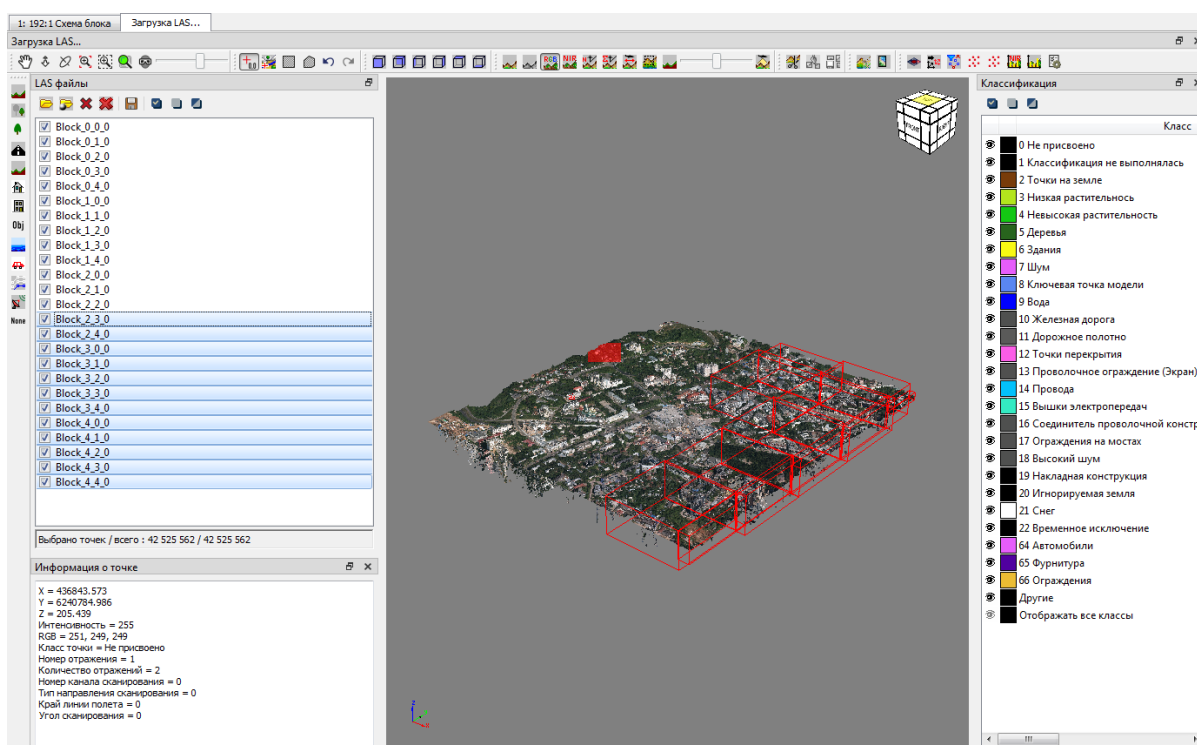 1: 192:1 Схема блока
Загрузка LAS...
Загрузка LAS...
RGB
NIR
LAS файлы
Block_0_0_0
Block_0_1_0
Block_0_2_0
Block_0_3_0
Block_0_4_0
Block_1_0_0
Block_1_1_0
Block_1_2_0
Block_1_3_0
Block_1_4_0
Block_2_0_0
Block_2_1_0
Block_2_2_0
Block_2_3_0
Block_2_4_0
Block_3_0_0
Block_3_1_0
Block_3_2_0
Block_3_3_0
Block_3_4_0
Block_4_0_0
Block_4_1_0
Block_4_2_0
Block_4_3_0
Block_4_4_0
Obj
None
Выбрано точек / всего : 42 525 562 / 42 525 562
Информация о точке
X = 436843.573
Y = 6240784.986
Z = 205.439
Интенсивность = 255
RGB = 251, 249, 249
Класс точки = Не присвоено
Номер отражения = 1
Количество отражений = 2
Номер канала сканирования = 0
Тип направления сканирования = 0
Край линии полета = 0
Угол сканирования = 0
Классификация
Класс
0 Не присвоено
1 Классификация не выполнялась
2 Точки на земле
3 Низкая растительнось
4 Невысокая растительность
5 Деревья
6 Здания
7 Шум
8 Ключевая точка модели
9 Вода
10 Железная дорога
11 Дорожное полотно
12 Точки перекрытия
13 Проволочное ограждение (Экран)
14 Провода
15 Вышки электропередач
16 Соединитель проволочной констр
17 Ограждения на мостах
18 Высокий шум
19 Накладная конструкция
20 Игнорируемая земля
21 Снег
22 Временное исключение
64 Автомобили
65 Фурнитура
66 Ограждения
Другие
Отображать все классы